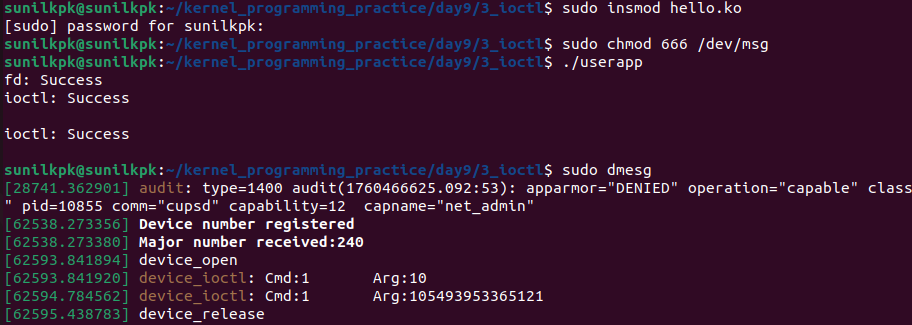 sunilkpk@sunilkpk:~/kernel_programming_practice/day9/3_ioctl$ sudo insmod hello.ko
[sudo] password for sunilkpk:
sunilkpk@sunilkpk:~/kernel_programming_practice/day9/3_ioctl$ sudo chmod 666 /dev/msg
sunilkpk@sunilkpk:~/kernel_programming_practice/day9/3_ioctl$ ./userapp
fd: Success
ioctl: Success
ioctl: Success
sunilkpk@sunilkpk:~/kernel_programming_practice/day9/3_ioctl$ sudo dmesg
[28741.362901] audit: type=1400 audit(1760466625.092:53): apparmor="DENIED" operation="capable" class
" pid=10855 comm="cupsd" capability=12  capname="net_admin"
[62538.273356] Device number registered
[62538.273380] Major number received:240
[62593.841894] device_open
[62593.841920] device_ioctl: Cmd:1       Arg:10
[62594.784562] device_ioctl: Cmd:1       Arg:105493953365121
[62595.438783] device_release